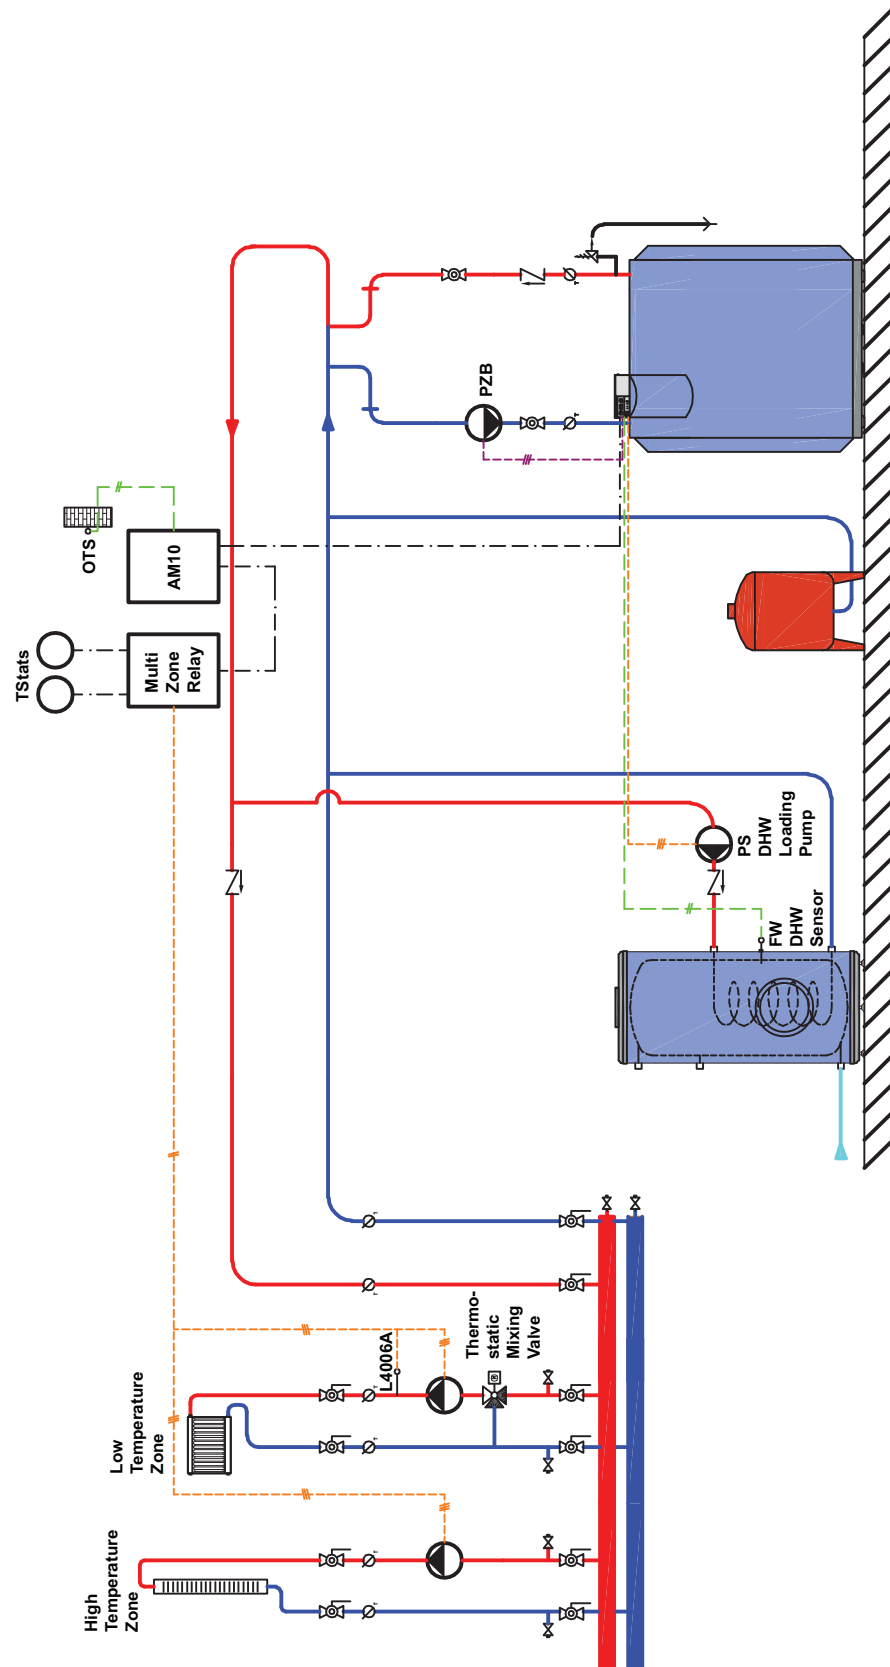 High
Temperature
Zone
Low
Temperature
Zone
L4006A
Thermo-
static
Mixing
Valve
TStats
Multi
Zone
Relay
OTS
AM10
PZB
PS
DHW
Loading
Pump
FW
DHW
Sensor